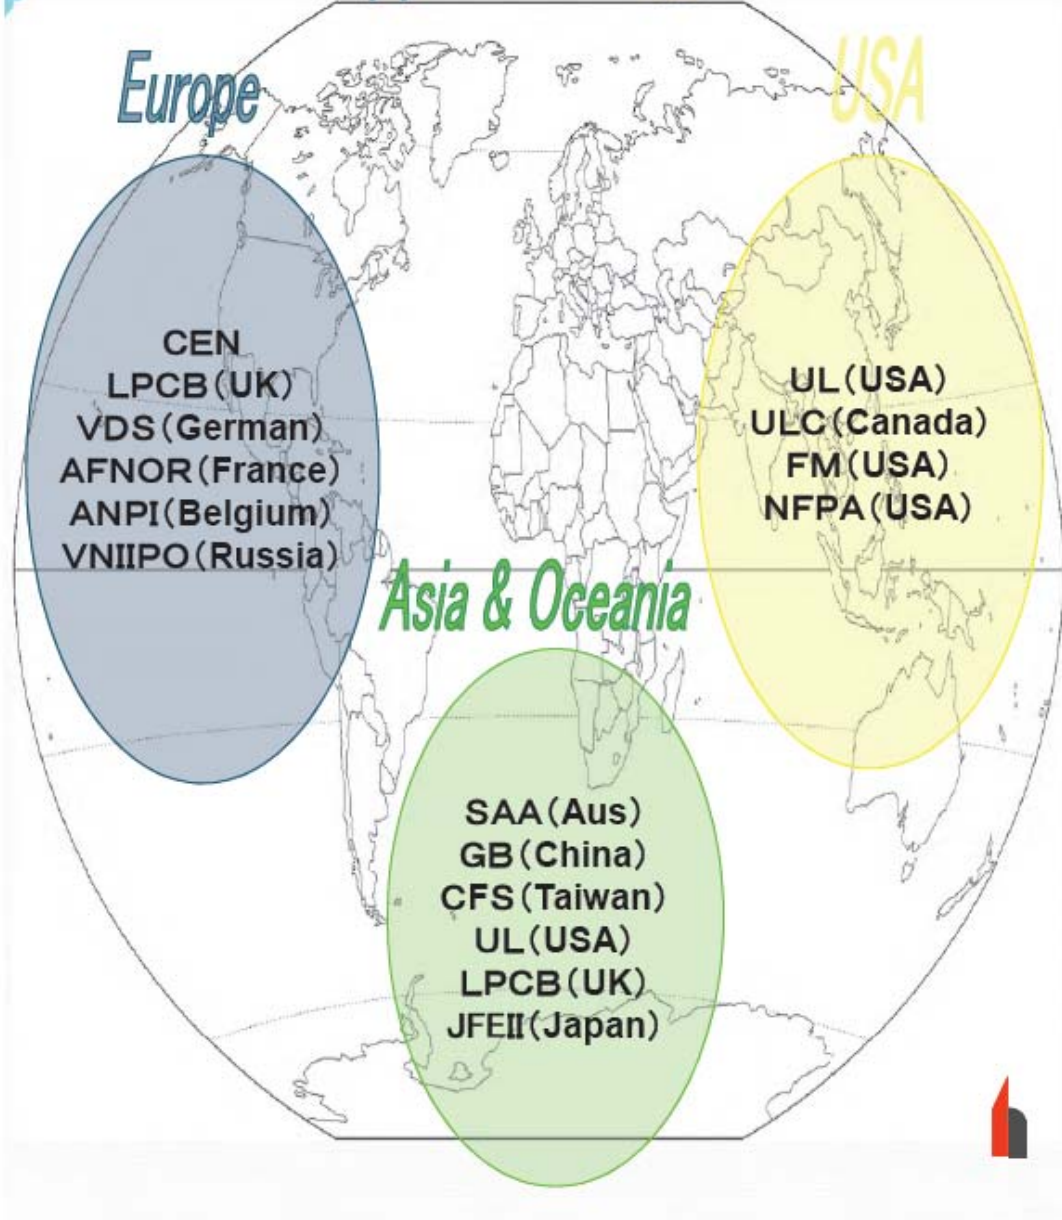 Europe
CEN
LPCB(UK)
VDS(German)
AFNOR(France)
ANPI(Belgium)
VNIIPO(Russia)
USA
UL(USA)
ULC(Canada)
FM(USA)
NFPA(USA)
Asia & Oceania
SAA(Aus)
GB(China)
CFS(Taiwan)
UL(USA)
LPCB(UK)
JFEII(Japan)